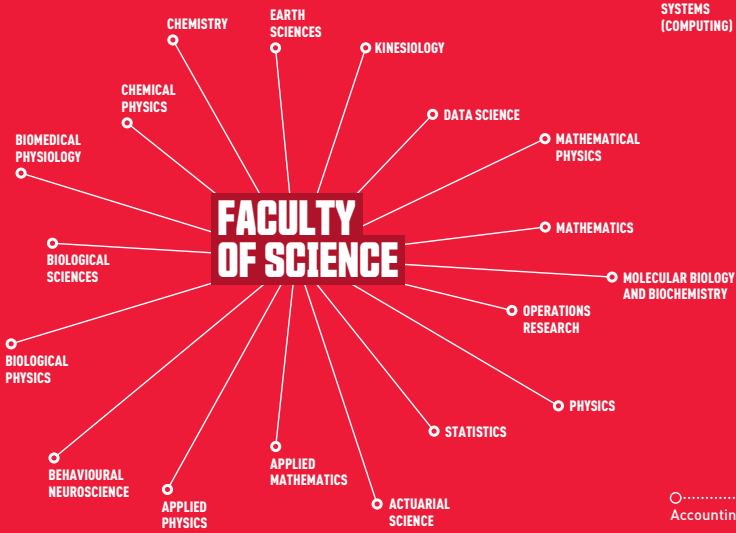 SYSTEMS
(COMPUTING)
EARTH
SCIENCES
CHEMISTRY
KINESIOLOGY
CHEMICAL
PHYSICS
DATA SCIENCE
BIOMEDICAL
PHYSIOLOGY
MATHEMATICAL
PHYSICS
FACULTY
OF SCIENCE
MATHEMATICS
BIOLOGICAL
SCIENCES
MOLECULAR BIOLOGY
AND BIOCHEMISTRY
OPERATIONS
RESEARCH
BIOLOGICAL
PHYSICS
PHYSICS
STATISTICS
BEHAVIOURAL
NEUROSCIENCE
APPLIED
MATHEMATICS
APPLIED
PHYSICS
ACTUARIAL
SCIENCE
Accountin